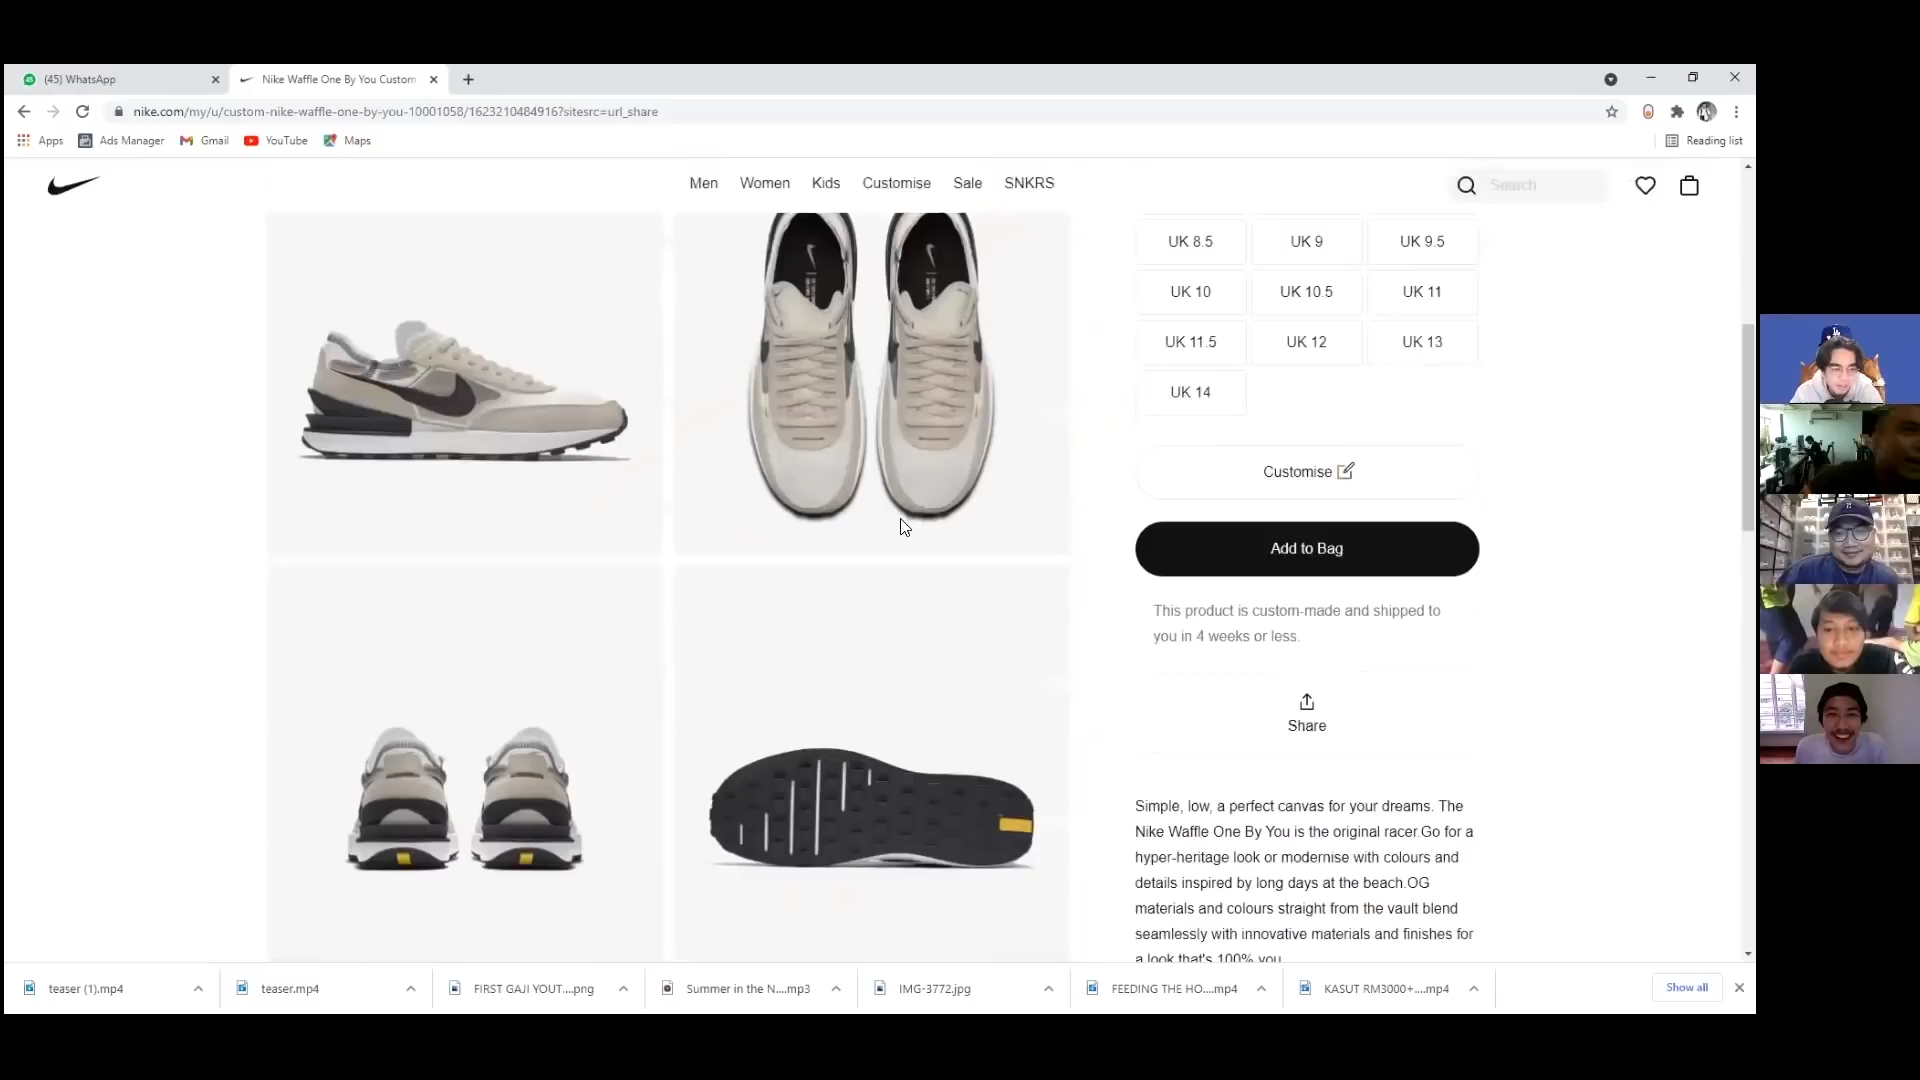 (45) WhatsApp
Nike Waffle One By You Custom
nike.com/my/u/custom-nike-waffle-one-by-you-10001058/1623210484916?sitesrc=url_share
Apps
Ads Manager
Gmail
YouTube
Maps
Reading list
Men
Women
Kids
Customise
Sale
SNKRS
Search
UK 8.5
UK 9
UK 9.5
UK 10
UK 10.5
UK 11
UK 11.5
UK 12
UK 13
UK 14
Customise
Add to Bag
This product is custom-made and shipped to
you in 4 weeks or less.
Share
Simple, low, a perfect canvas for your dreams. The
Nike Waffle One By You is the original racer.Go for a
hyper-heritage look or modernise with colours and
details inspired by long days at the beach.OG
materials and colours straight from the vault blend
seamlessly with innovative materials and finishes for
a look that's 100% you
teaser (1).mp4
teaser.mp4
FIRST GAJI YOUT....png
Summer in the N....mp3
IMG-3772.jpg
FEEDING THE HO....mp4
KASUT RM3000+....mp4
Show all